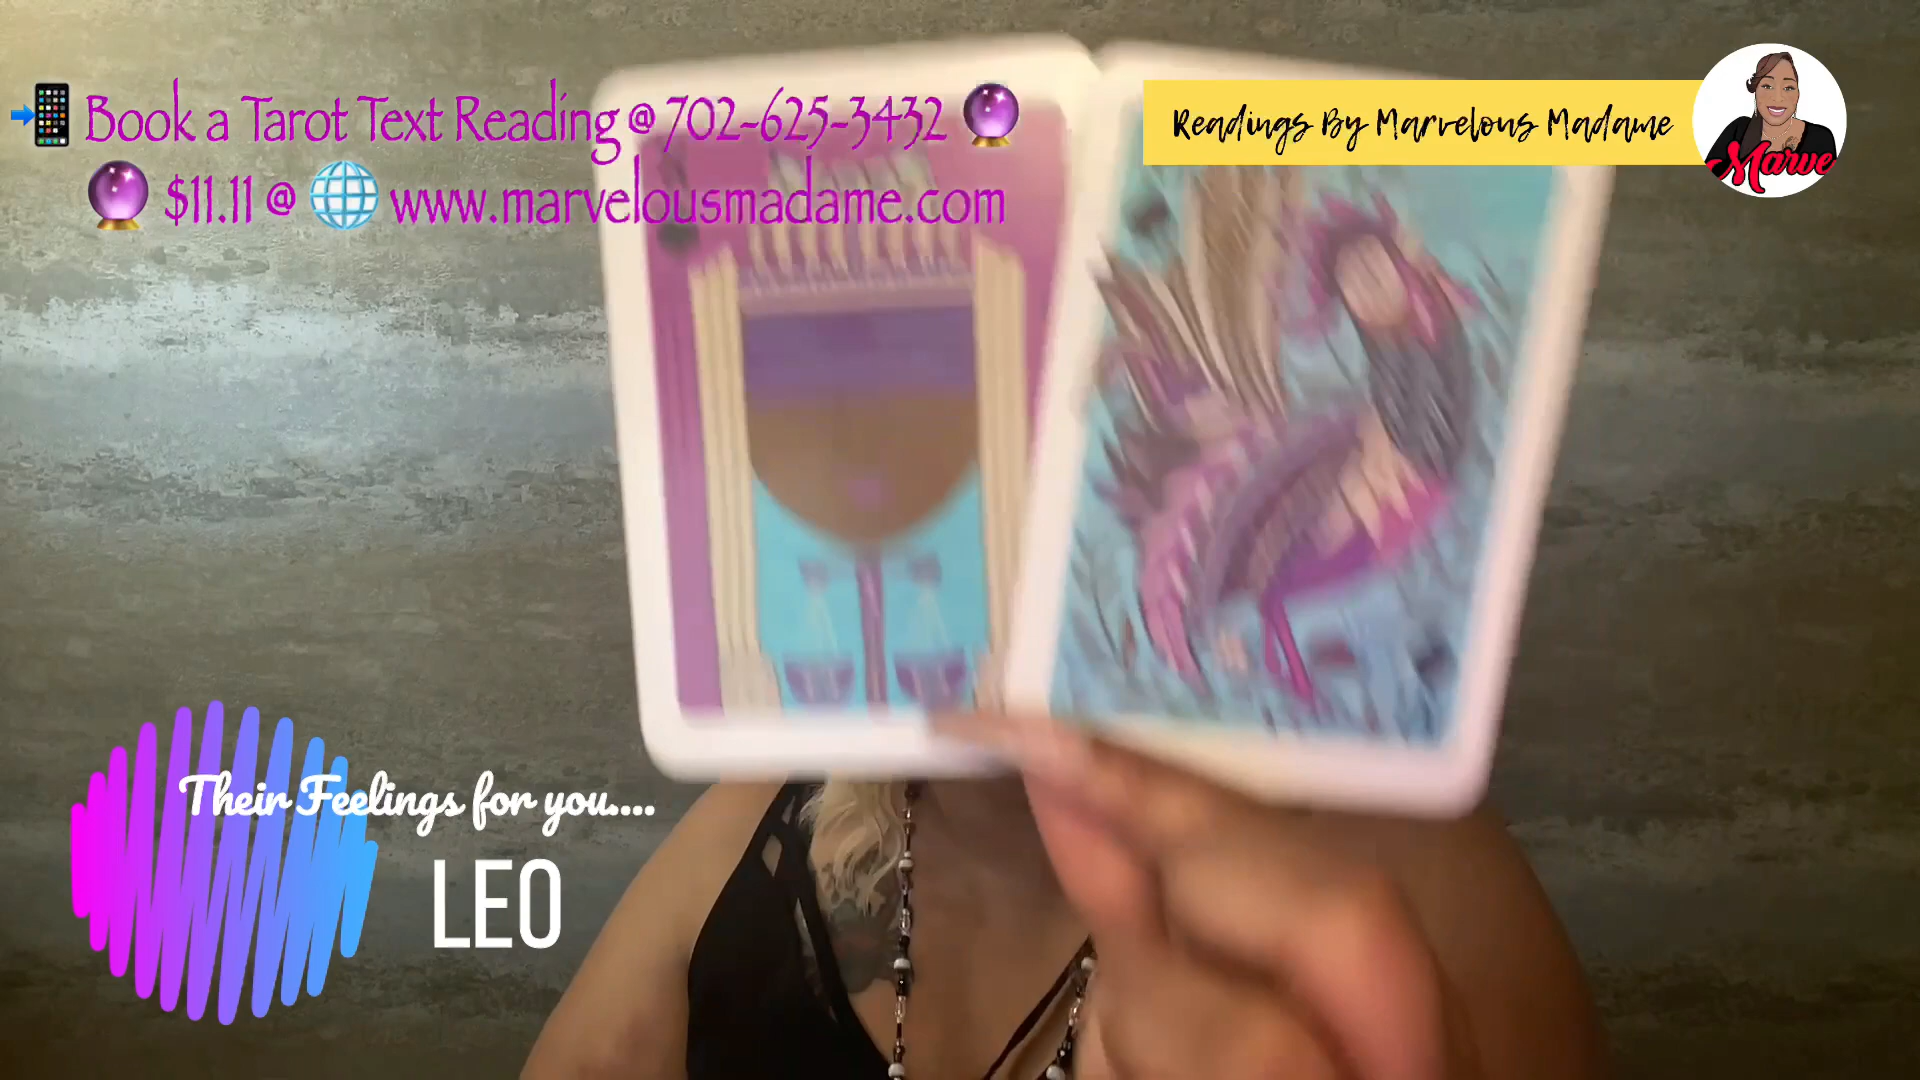 Book a Tarot Text Reading @ 702-625-3432
$11.11 @ www.marvelousmadame.com
Readings By Marvelous Madame
Marve
Their Feelings for you....
LEO